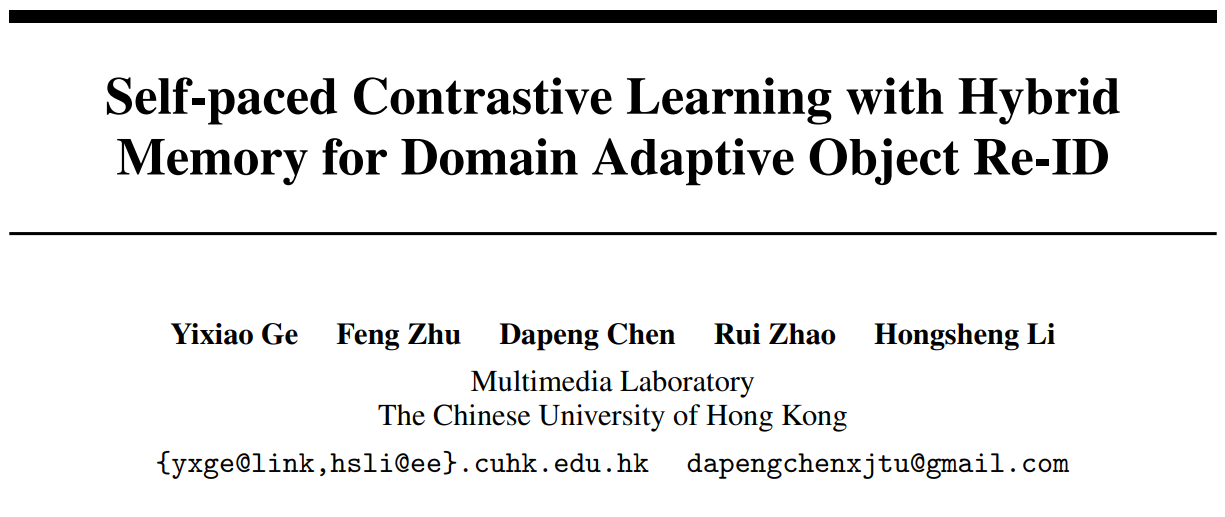 Self-paced Contrastive Learning with Hybrid
Memory for Domain Adaptive Object Re-ID
Yixiao Ge Feng Zhu Dapeng Chen Rui Zhao Hongsheng Li
Multimedia Laboratory
The Chinese University of Hong Kong
{yxge@link,hsli@ee}.cuhk.edu.hk dapengchenxjtu@gmail.com